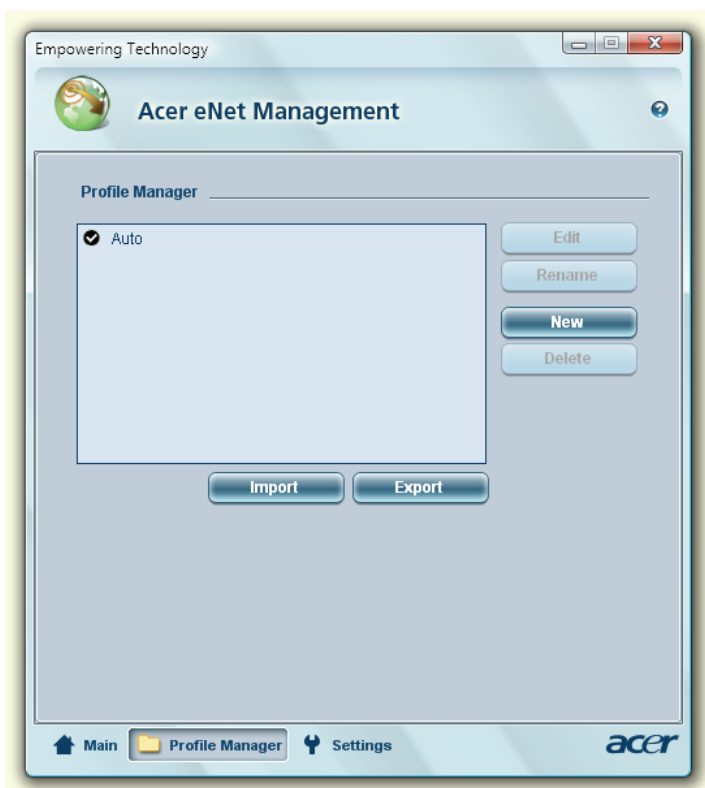 Empowering Technology
Acer eNet Management
Profile Manager
Auto
Edit
Rename
New
Delete
Import Export
Main Profile Manager Settings acer